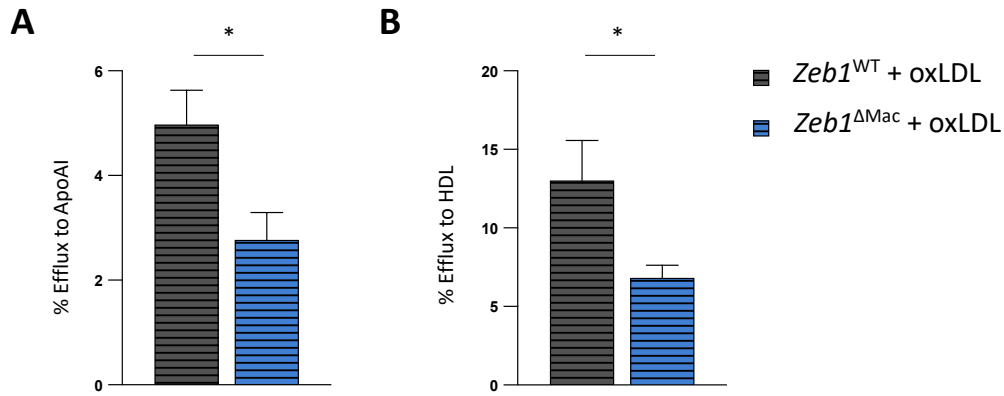 A
*
% Efflux to ApoAI
6
4
2
0
B
*
% Efflux to HDL
20
15
10
5
0
Zeb1WT + oxLDL
Zeb1ΔMac + oxLDL